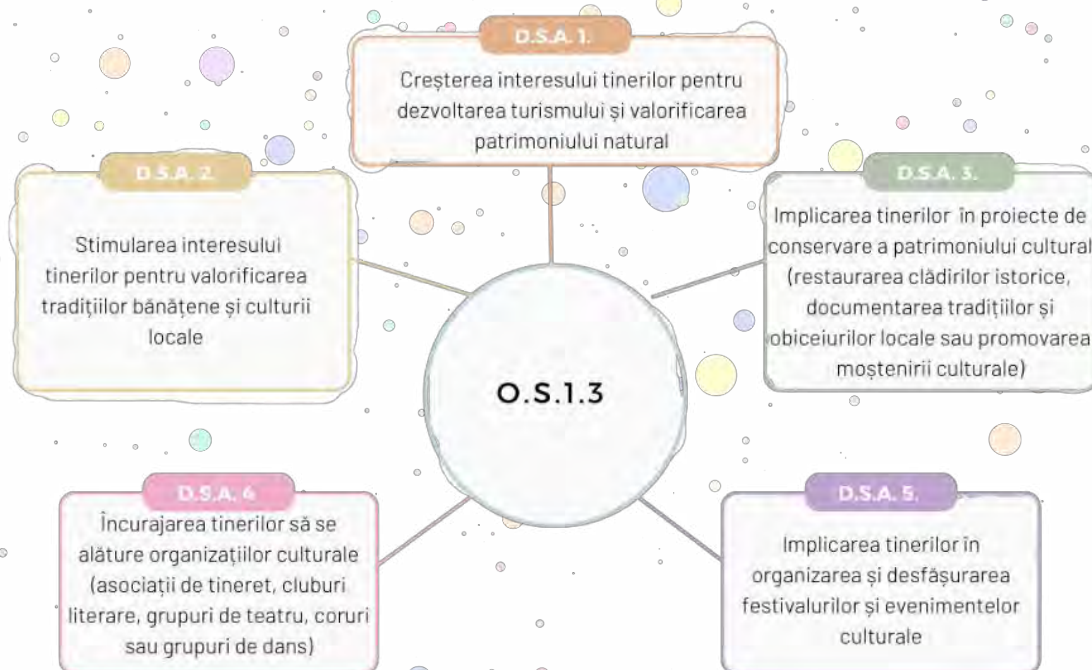 D.S.A. 1.
Creșterea interesului tinerilor pentru
dezvoltarea turismului și valorificarea
patrimoniului natural
D.S.A. 2.
Stimularea interesului
tinerilor pentru valorificarea
tradițiilor bănățene și culturii
locale
D.S.A. 3.
Implicarea tinerilor în proiecte de
conservare a patrimoniului cultural
(restaurarea clădirilor istorice,
documentarea tradițiilor și
obiceiurilor locale sau promovarea
moștenirii culturale)
O.S.1.3
D.S.A. 4
Încurajarea tinerilor să se
alăture organizațiilor culturale
(asociații de tineret, cluburi
literare, grupuri de teatru, coruri
sau grupuri de dans)
D.S.A. 5.
Implicarea tinerilor în
organizarea și desfășurarea
festivalurilor și evenimentelor
culturale